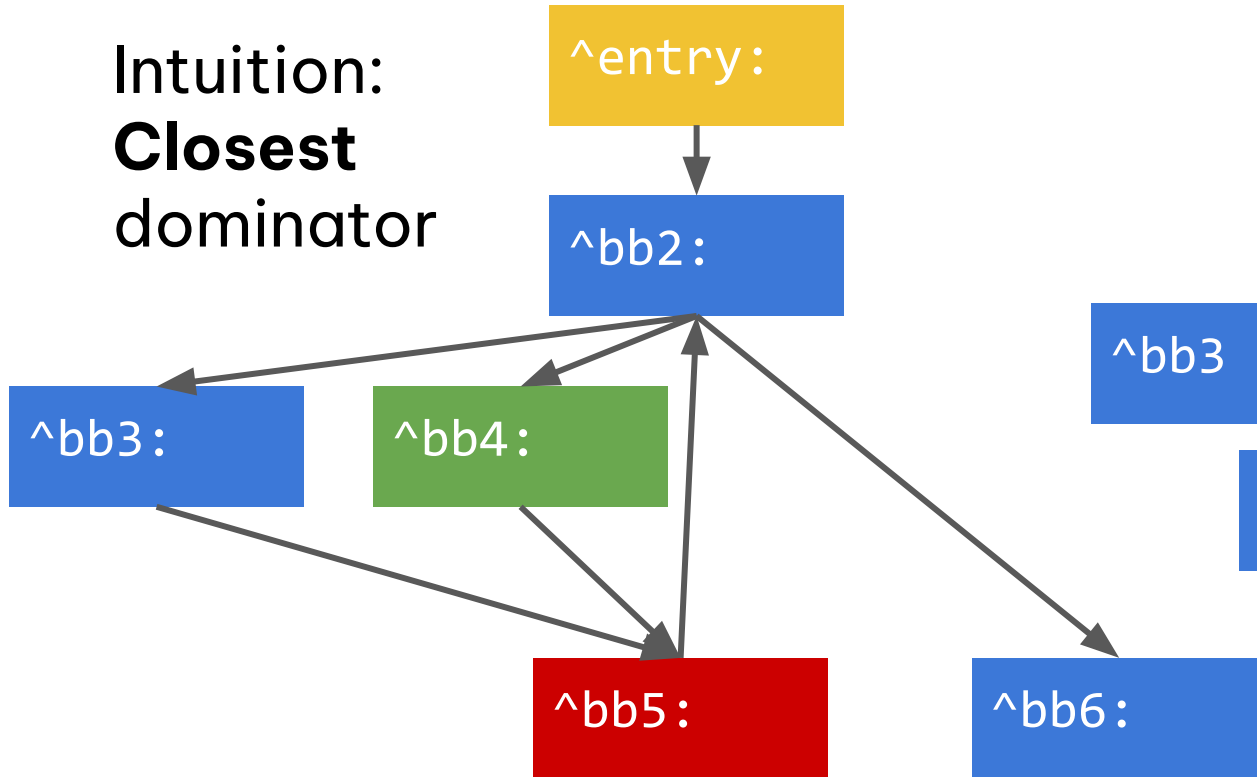 Intuition:
Closest
dominator
^entry:
^bb2:
^bb3
^bb3:
^bb4:
^bb5:
^bb6: